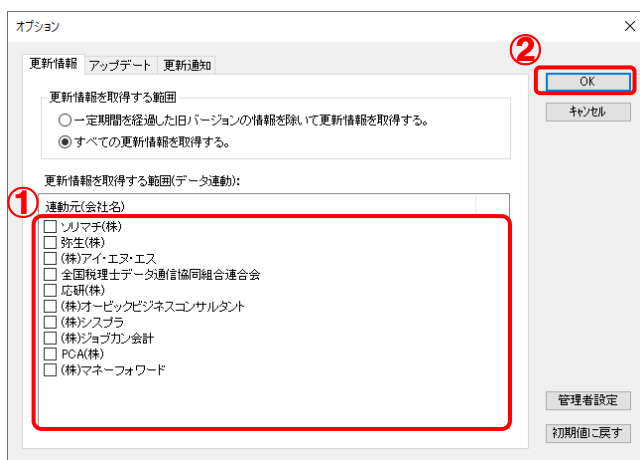 オプション
②
更新情報 アップデート 更新通知
OK
キャンセル
更新情報を取得する範囲
一定期間を経過した旧バージョンの情報を除いて更新情報を取得する。
すべての更新情報を取得する。
更新情報を取得する範囲(データ連動):
①
連動元(会社名)
ソリマチ(株)
弥生(株)
(株)アイ・エヌ・エス
全国税理士データ通信協同組合連合会
応研(株)
(株)オービックビジネスコンサルタント
(株)シスプラ
(株)ジョブカン会計
PCA(株)
(株)マネーフォワード
管理者設定
初期値に戻す